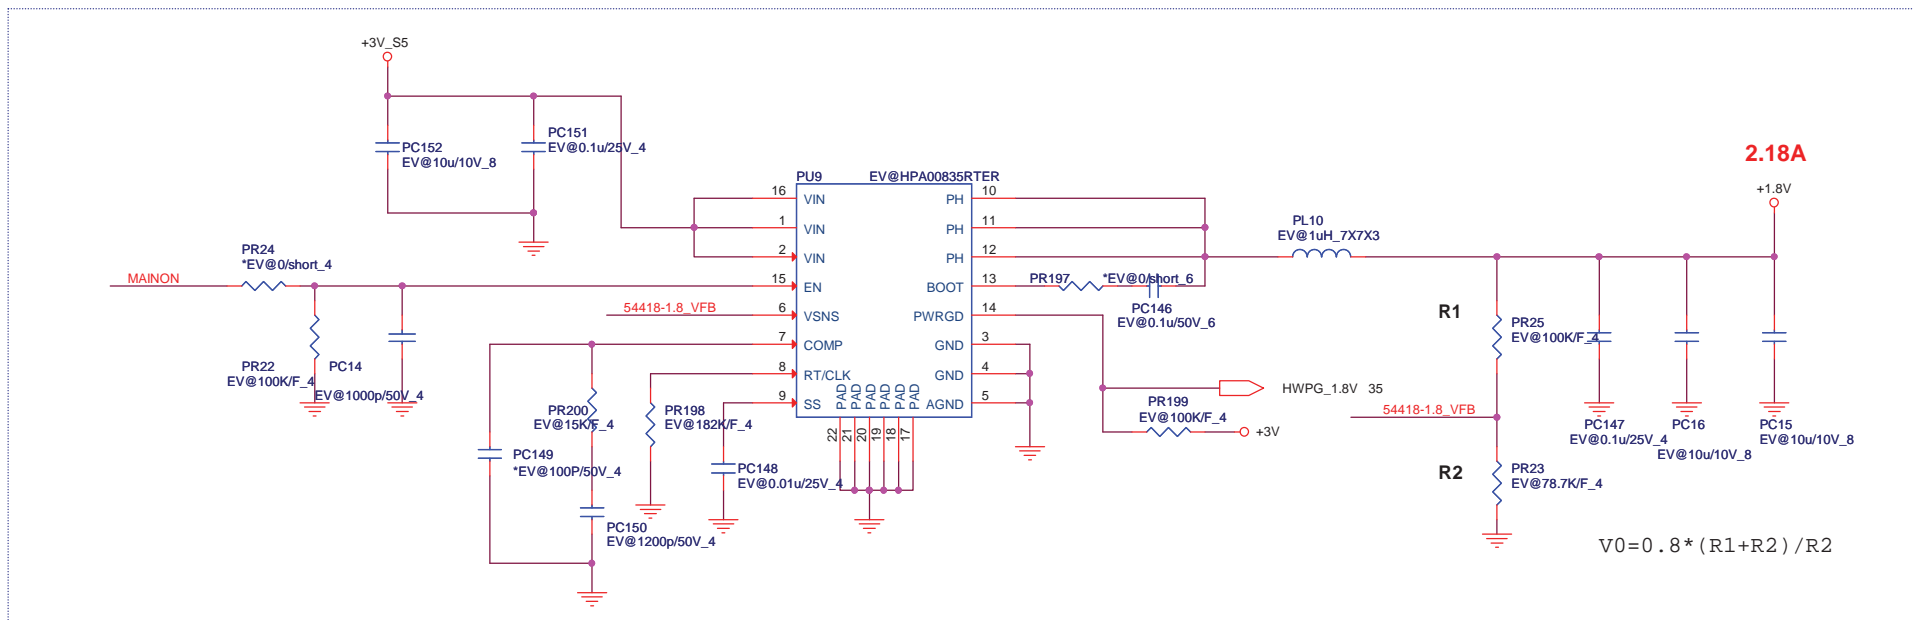 +3V_S5
PC152
EV@10u/10V_8
PC151
EV@0.1u/25V_4
2.18A
+1.8V
PU9
EV@HPA00835RTER
16 VIN
1 VIN
2 VIN
15 EN
6 VSNS
7 COMP
8 RT/CLK
9 SS
PH 10
PH 11
PH 12
BOOT 13
PWRGD 14
GND 3
GND 4
AGND 5
PAD PAD PAD PAD PAD PAD
22 21 20 19 18 17
PR24
*EV@0/short_4
MAINON
PR22
EV@100K/F_4
PC14
EV@1000p/50V_4
54418-1.8_VFB
PR200
EV@15K/F_4
PR198
EV@182K/F_4
PC149
*EV@100P/50V_4
PC148
EV@0.01u/25V_4
PC150
EV@1200p/50V_4
PL10
EV@1uH_7X7X3
PR197
*EV@0/short_6
PC146
EV@0.1u/50V_6
HWPG_1.8V 35
PR199
EV@100K/F_4
+3V
R1
PR25
EV@100K/F_4
54418-1.8_VFB
R2
PR23
EV@78.7K/F_4
PC147
EV@0.1u/25V_4
PC16
EV@10u/10V_8
PC15
EV@10u/10V_8
V0=0.8*(R1+R2)/R2